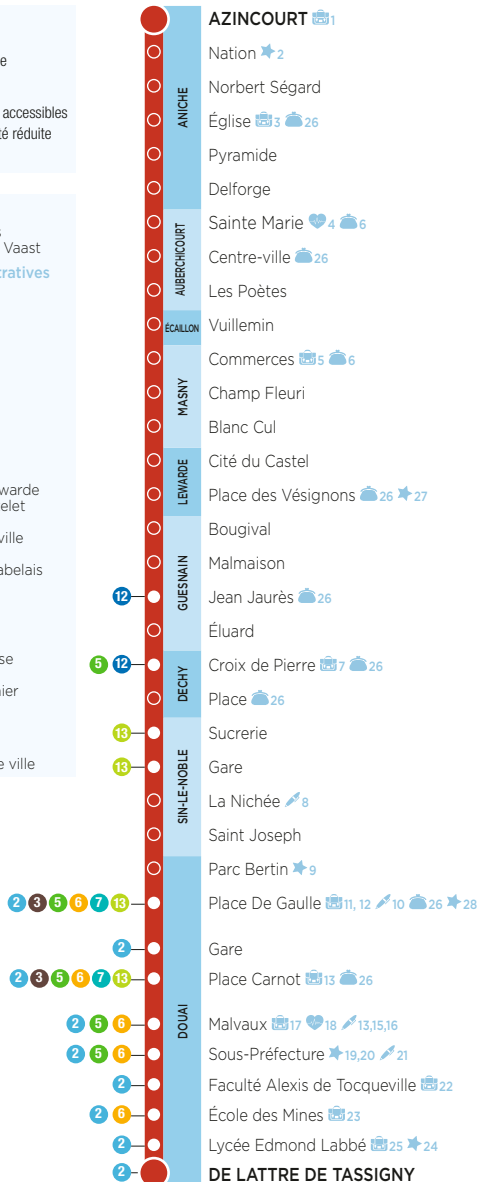 e
accessibles
té réduite
s
Vaast
ratives
warde
elet
ville
abelais
se
ier
e ville
ANICHE
AZINCOURT 1
Nation 2
Norbert Ségard
Église 3 26
Pyramide
Delforge
AUBERCHICOURT
Sainte Marie 4 6
Centre-ville 26
Les Poètes
ÉCAILLON
Vuillemin
MASNY
Commerces 5 6
Champ Fleuri
Blanc Cul
LEWARDE
Cité du Castel
Place des Vésignons 26 27
GUESNAIN
Bougival
Malmaison
12 Jean Jaurès 26
Éluard
DECHY
5 12 Croix de Pierre 7 26
Place 26
SIN-LE-NOBLE
13 Sucrerie
13 Gare
La Nichée 8
Saint Joseph
DOUAI
Parc Bertin 9
2 3 5 6 7 13 Place De Gaulle 11, 12 10 26 28
2 Gare
2 3 5 6 7 13 Place Carnot 13 26
2 5 6 Malvaux 17 18 13,15,16
2 5 6 Sous-Préfecture 19,20 21
2 Faculté Alexis de Tocqueville 22
2 6 École des Mines 23
2 Lycée Edmond Labbé 25 24
2 DE LATTRE DE TASSIGNY